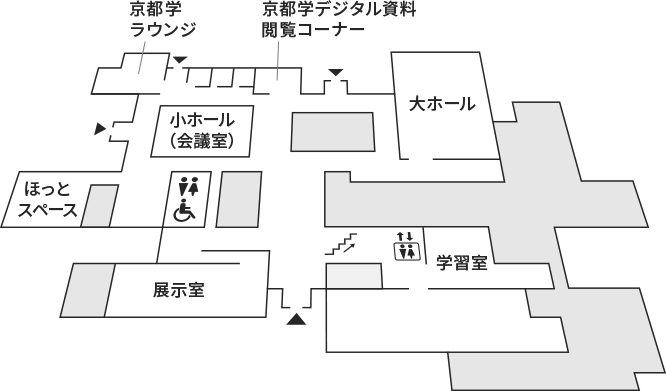 京都学
ラウンジ
京都学デジタル資料
閲覧コーナー
大ホール
小ホール
（会議室）
ほっと
スペース
学習室
展示室